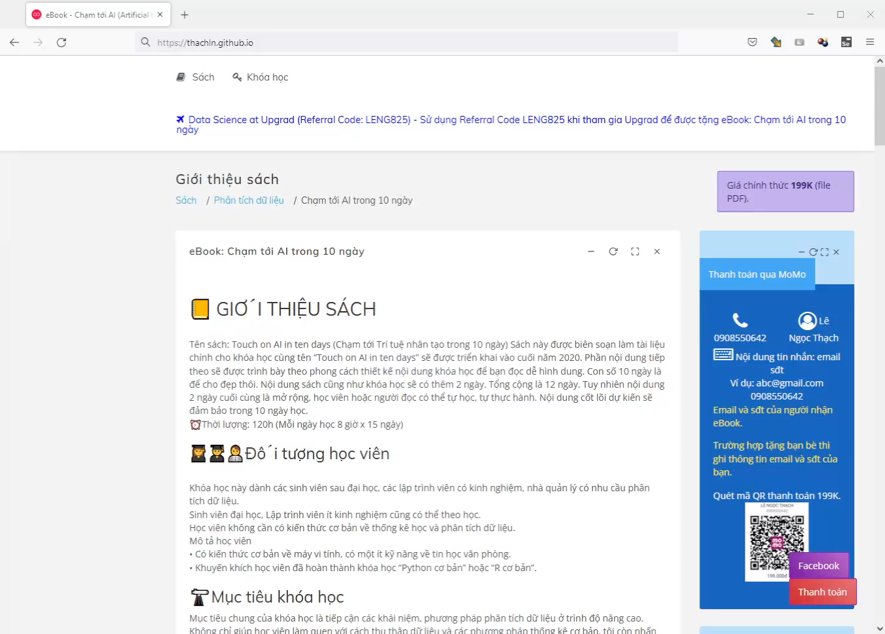 eBook - Chạm tới AI (Artificial
https://thachln.github.io
Sách
Khóa học
Data Science at Upgrad (Referral Code: LENG825) - Sử dụng Referral Code LENG825 khi tham gia Upgrad để được tặng eBook: Chạm tới AI trong 10
ngày
Giới thiệu sách
Sách / Phân tích dữ liệu / Chạm tới AI trong 10 ngày
Giá chính thức 199K (file
PDF).
eBook: Chạm tới AI trong 10 ngày
GIỚI THIỆU SÁCH
Tên sách: Touch on AI in ten days (Chạm tới Trí tuệ nhân tạo trong 10 ngày) Sách này được biên soạn làm tài liệu
chính cho khóa học cùng tên "Touch on AI in ten days" sẽ được triển khai vào cuối năm 2020. Phần nội dung tiếp
theo sẽ được trình bày theo phong cách thiết kế nội dung khóa học để bạn đọc dễ hình dung. Con số 10 ngày là
để cho đẹp thôi. Nội dung sách cũng như khóa học sẽ có thêm 2 ngày. Tổng cộng là 12 ngày. Tuy nhiên nội dung
2 ngày cuối cùng là mở rộng, học viên hoặc người đọc có thể tự học, tự thực hành. Nội dung cốt lõi dự kiến sẽ
đảm bảo trong 10 ngày học.
Thời lượng: 120h (Mỗi ngày học 8 giờ x 15 ngày)
Đối tượng học viên
Khóa học này dành các sinh viên sau đại học, các lập trình viên có kinh nghiệm, nhà quản lý có nhu cầu phân
tích dữ liệu.
Sinh viên đại học, Lập trình viên ít kinh nghiệm cũng có thể theo học.
Học viên không cần có kiến thức cơ bản về thống kê học và phân tích dữ liệu.
Mô tả học viên
• Có kiến thức cơ bản về máy vi tính, có một ít kỹ năng về tin học văn phòng.
• Khuyến khích học viên đã hoàn thành khóa học "Python cơ bản" hoặc "R cơ bản".
Mục tiêu khóa học
Mục tiêu chung của khóa học là tiếp cận các khái niệm, phương pháp phân tích dữ liệu ở trình độ nâng cao.
Không chỉ giúp học viên làm quen với cách thu thập dữ liệu và các phương pháp thống kê cơ bản, tôi còn nhấn
Thanh toán qua MoMo
0908550642
Lê
Ngọc Thạch
Nội dung tin nhắn: email
sđt
Ví dụ: abc@gmail.com
0908550642
Email và sđt của người nhận
eBook.
Trường hợp tặng bạn bè thì
ghi thông tin email và sđt của
bạn.
Quét mã QR thanh toán 199K.
LÊ NGỌC THẠCH
0908550642
mo
mo
199.000đ
Facebook
Thanh toán